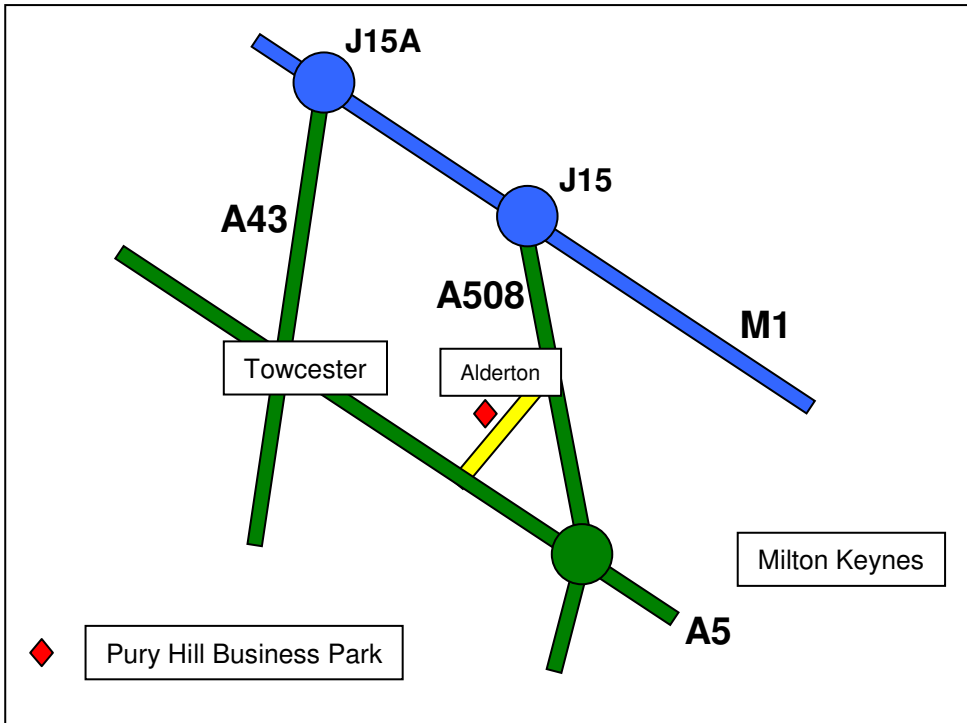 J15A
J15
A43
A508
M1
Towcester
Alderton
Milton Keynes
A5
Pury Hill Business Park